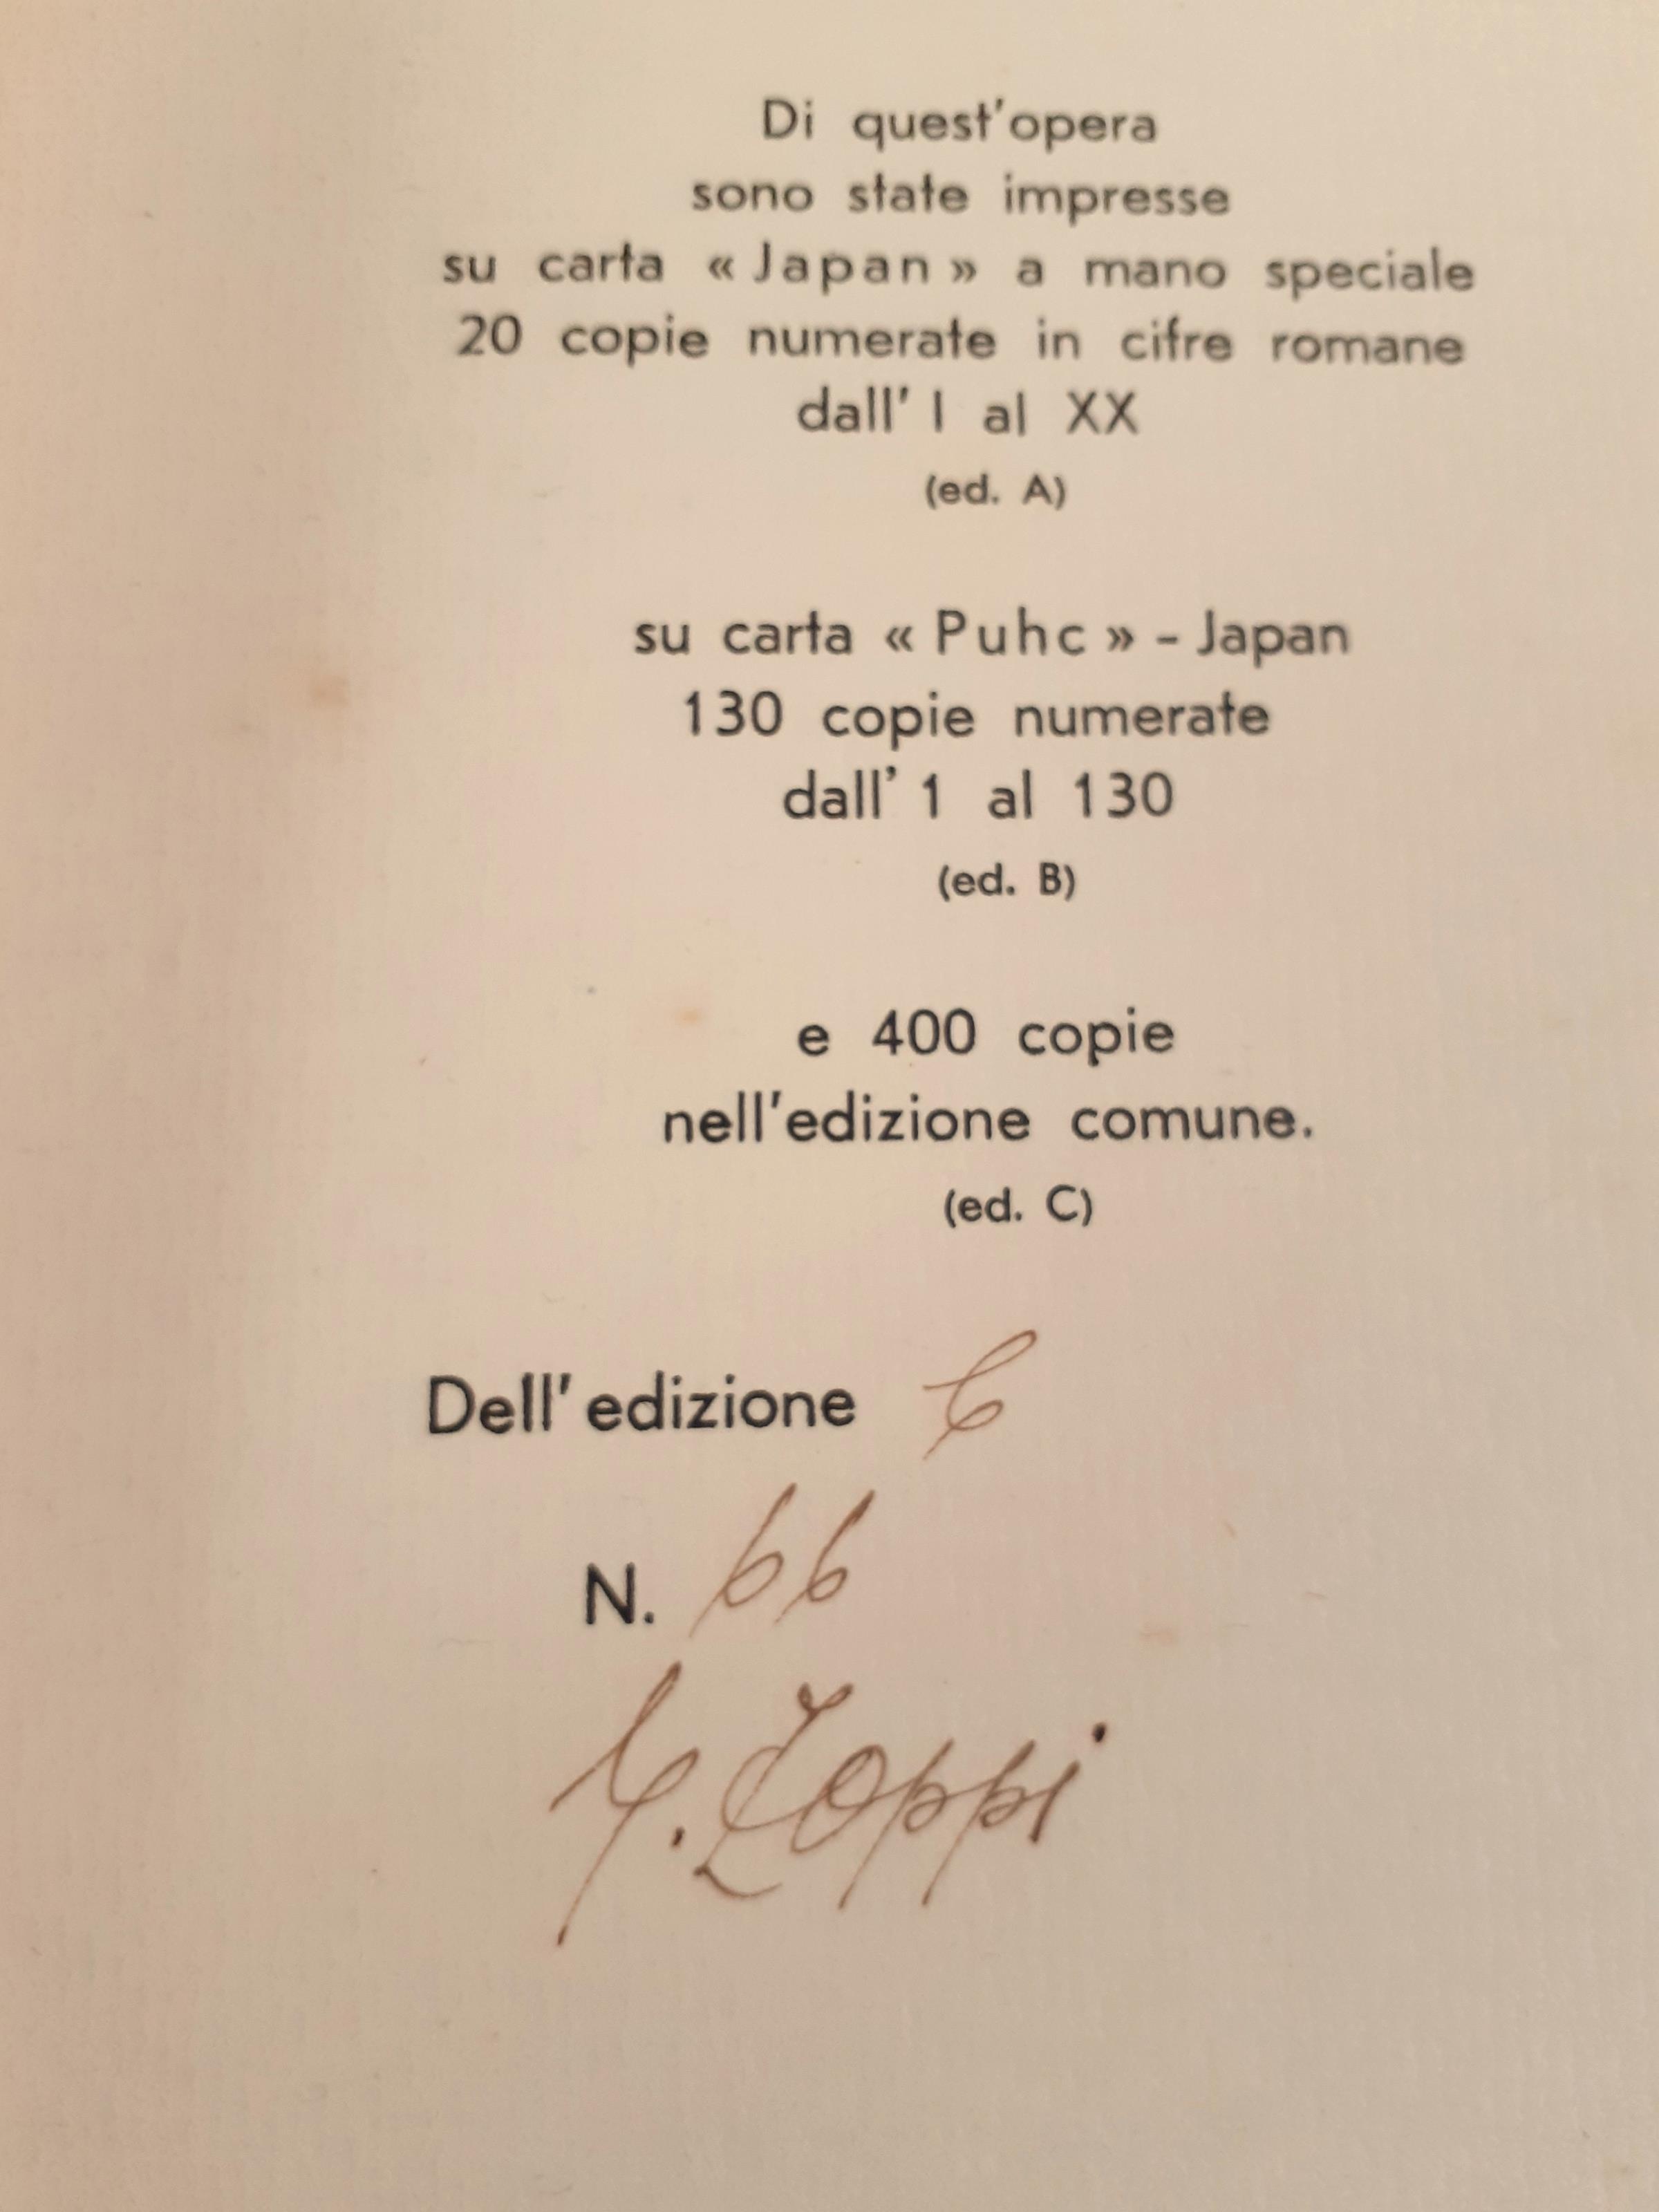 Di quest'opera
sono state impresse
su carta « Japan » a mano speciale
20 copie numerate in cifre romane
dall' I al XX
(ed. A)
su carta « Puhc » - Japan
130 copie numerate
dall' 1 al 130
(ed. B)
e 400 copie
nell'edizione comune.
(ed. C)
Dell'edizione C
N. 66
G. Zoppi